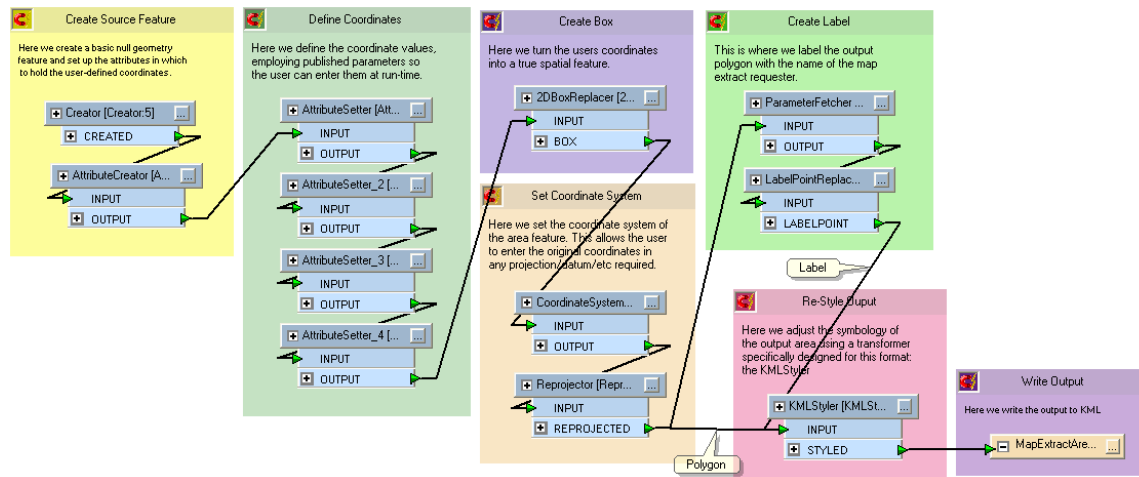 Create Source Feature
Here we create a basic null geometry
feature and set up the attributes in which
to hold the user-defined coordinates.
Creator [Creator:5]
...
CREATED
AttributeCreator [A...
...
INPUT
OUTPUT
Define Coordinates
Here we define the coordinate values,
employing published parameters so
the user can enter them at run-time.
AttributeSetter [Att...
...
INPUT
OUTPUT
AttributeSetter_2 [...
...
INPUT
OUTPUT
AttributeSetter_3 [...
...
INPUT
OUTPUT
AttributeSetter_4 [...
...
INPUT
OUTPUT
Create Box
Here we turn the users coordinates
into a true spatial feature.
2DBoxReplacer [2...
...
INPUT
BOX
Set Coordinate System
Here we set the coordinate system of
the area feature. This allows the user
to enter the original coordinates in
any projection/datum/etc required.
CoordinateSystem...
...
INPUT
OUTPUT
Reprojector [Repr...
...
INPUT
REPROJECTED
Polygon
Create Label
This is where we label the output
polygon with the name of the map
extract requester.
ParameterFetcher ...
...
INPUT
OUTPUT
LabelPointReplac...
...
INPUT
LABELPOINT
Label
Re-Style Ouput
Here we adjust the symbology of
the output area using a transformer
specifically designed for this format:
the KMLStyler
KMLStyler [KMLSt...
...
INPUT
STYLED
Write Output
Here we write the output to KML
MapExtractAre...
...